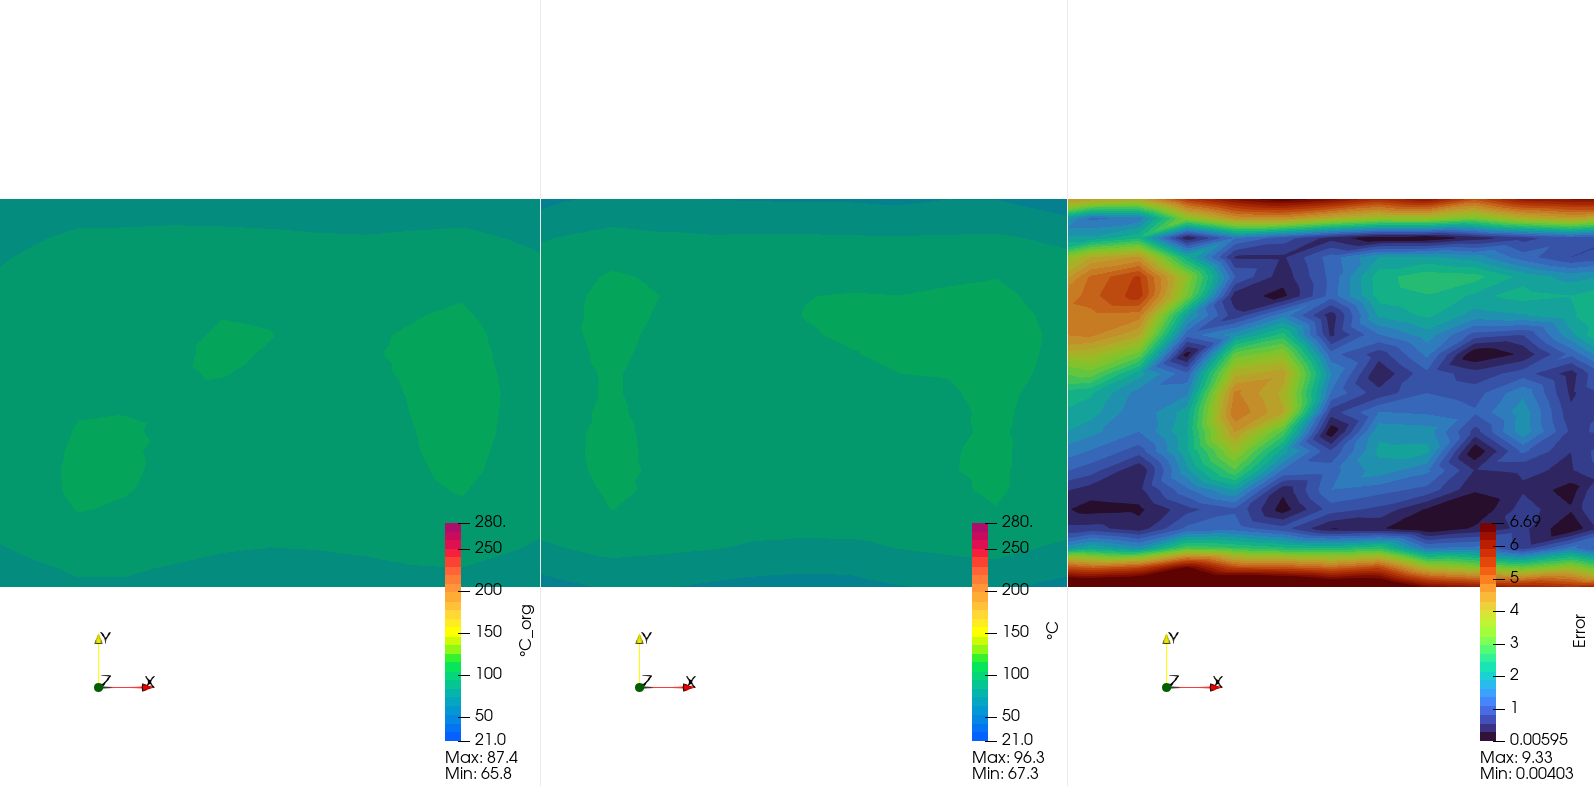 280.
250
200
150
100
50
21.0
°C_org
Max: 87.4
Min: 65.8
Y
Z
X
280.
250
200
150
100
50
21.0
°C
Max: 96.3
Min: 67.3
Y
Z
X
6.69
6
5
4
3
2
1
0.00595
Error
Max: 9.33
Min: 0.00403
Y
Z
X